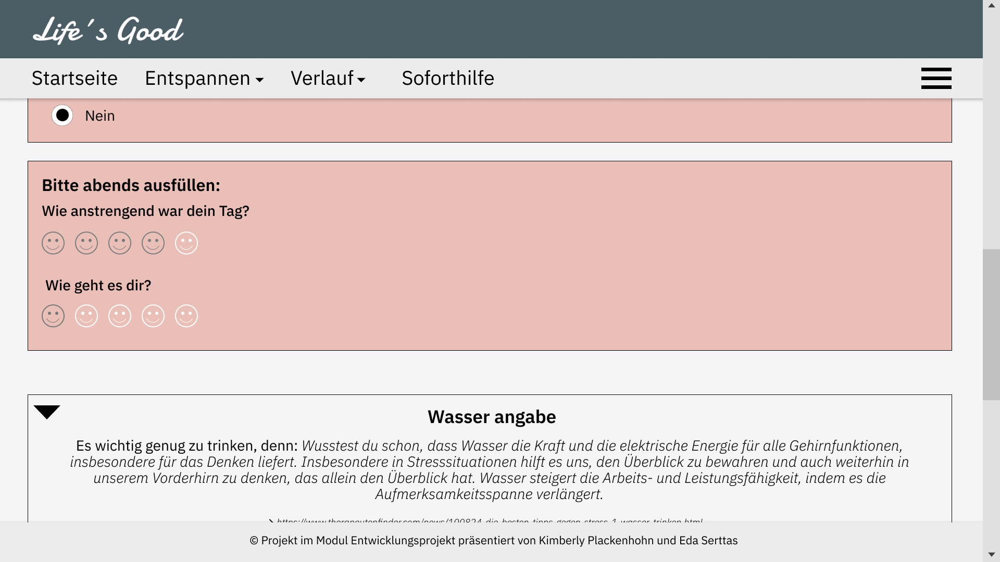 Life´s Good
Startseite Entspannen Verlauf Soforthilfe
Nein
Bitte abends ausfüllen:
Wie anstrengend war dein Tag?
Wie geht es dir?
Wasser angabe
Es wichtig genug zu trinken, denn: Wusstest du schon, dass Wasser die Kraft und die elektrische Energie für alle Gehirnfunktionen,
insbesondere für das Denken liefert. Insbesondere in Stresssituationen hilft es uns, den Überblick zu bewahren und auch weiterhin in
unserem Vorderhirn zu denken, das allein den Überblick hat. Wasser steigert die Arbeits- und Leistungsfähigkeit, indem es die
Aufmerksamkeitsspanne verlängert.
https://www.therapeutenfinder.com/news/100824-die-besten-tipps-gegen-stress-1-wasser-trinken.html
© Projekt im Modul Entwicklungsprojekt präsentiert von Kimberly Plackenhohn und Eda Serttas